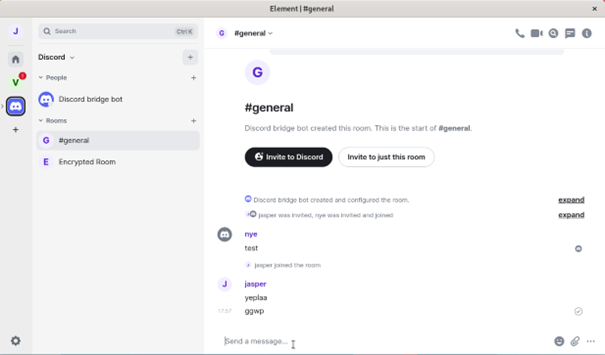 Element | #general
J
Search
Ctrl K
#general
Discord
V
People
Discord bridge bot
Rooms
G #general
E Encrypted Room
G
#general
Discord bridge bot created this room. This is the start of #general.
Invite to Discord
Invite to just this room
Discord bridge bot created and configured the room.
expand
jasper was invited, nye was invited and joined
expand
nye
test
jasper joined the room
J jasper
yeplaa
17:57 ggwp
Send a message...